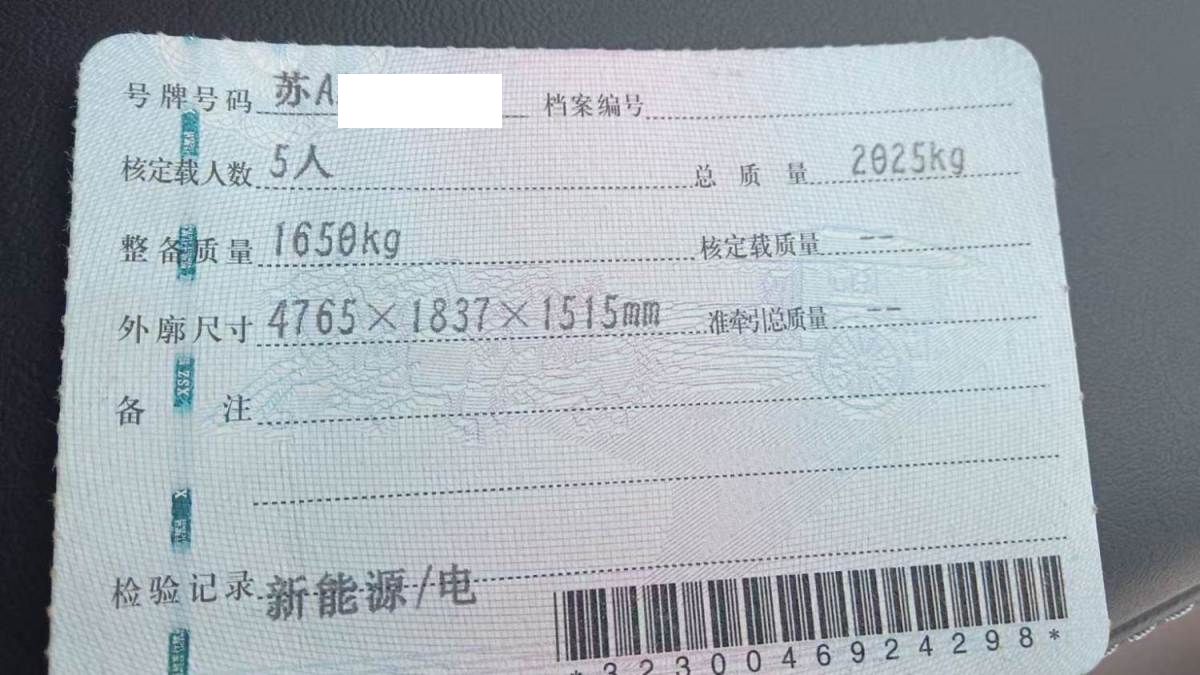 号牌号码 苏A 档案编号
核定载人数 5人 总质量 2025kg
整备质量 1650kg 核定载质量 --
外廓尺寸 4765×1837×1515mm 准牵引总质量 --
备注
检验记录 新能源/电
*3230046924298*
XSZ